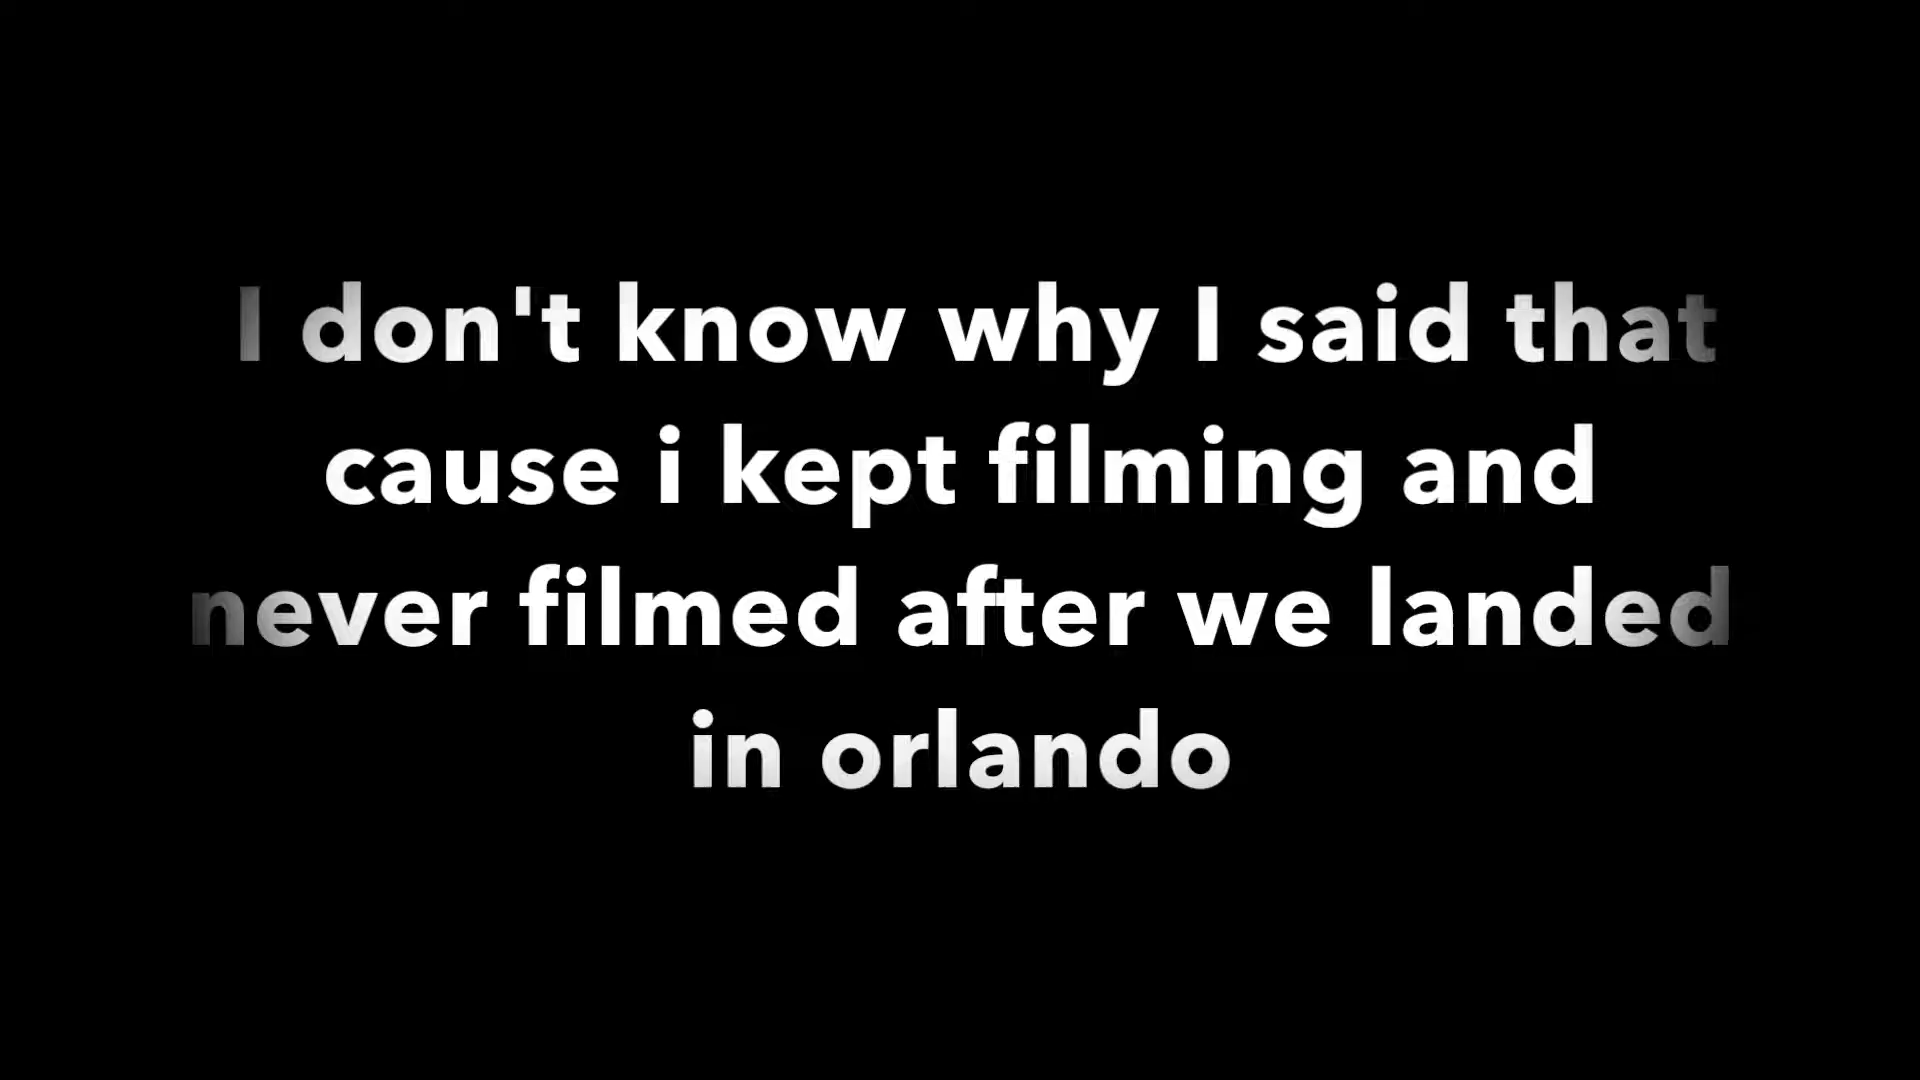 I don't know why I said that
cause i kept filming and
never filmed after we landed
in orlando